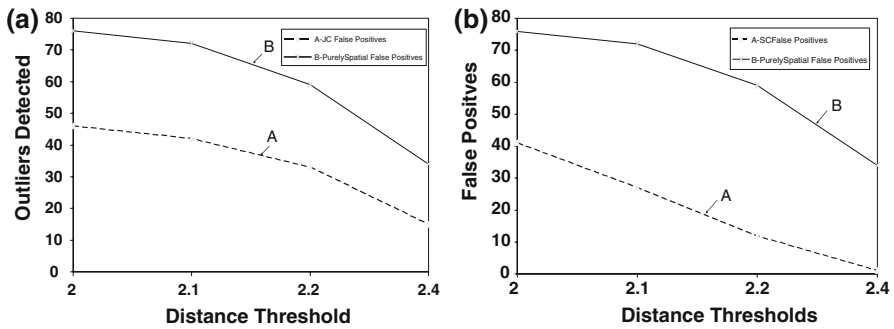 (a)
80
70
60
50
40
30
20
10
0
Outliers Detected
A-JC False Positives
B-PurelySpatial False Positives
B
A
2
2.1
2.2
2.4
Distance Threshold
(b)
80
70
60
50
40
30
20
10
0
False Positves
A-SCFalse Positives
B-PurelySpatial False Positives
B
A
2
2.1
2.2
2.4
Distance Thresholds